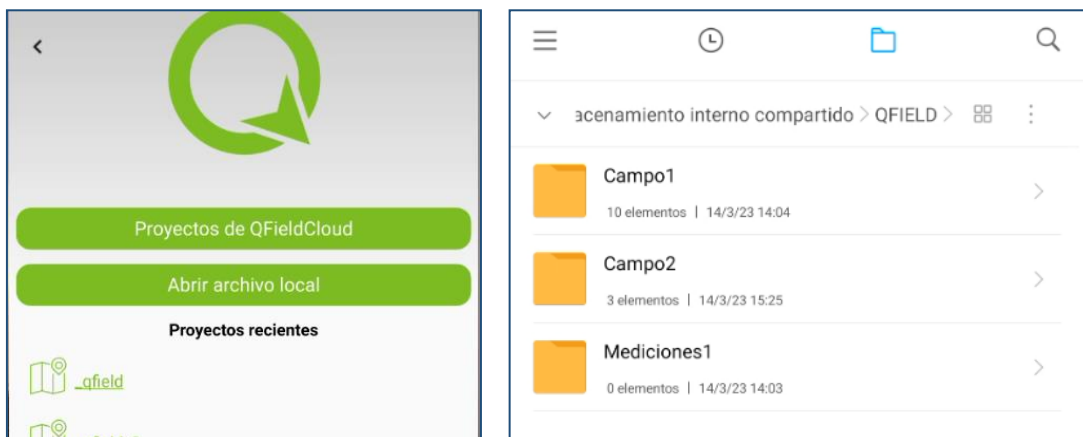 Proyectos de QFieldCloud
Abrir archivo local
Proyectos recientes
_qfield
acenamiento interno compartido > QFIELD >
Campo1
10 elementos | 14/3/23 14:04
Campo2
3 elementos | 14/3/23 15:25
Mediciones1
0 elementos | 14/3/23 14:03